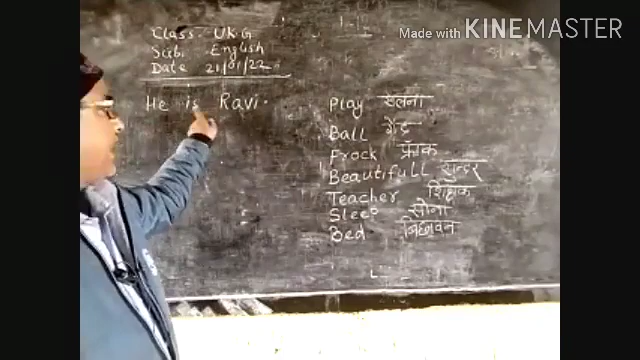 Made with KINEMASTER
Class. UKG
Sub. English
Date 21/01/22
He is Ravi.
Play खेलना
Ball गेंद
Frock फ्रॉक
Beautifull सुन्दर
Teacher शिक्षक
Sleep सोना
Bed